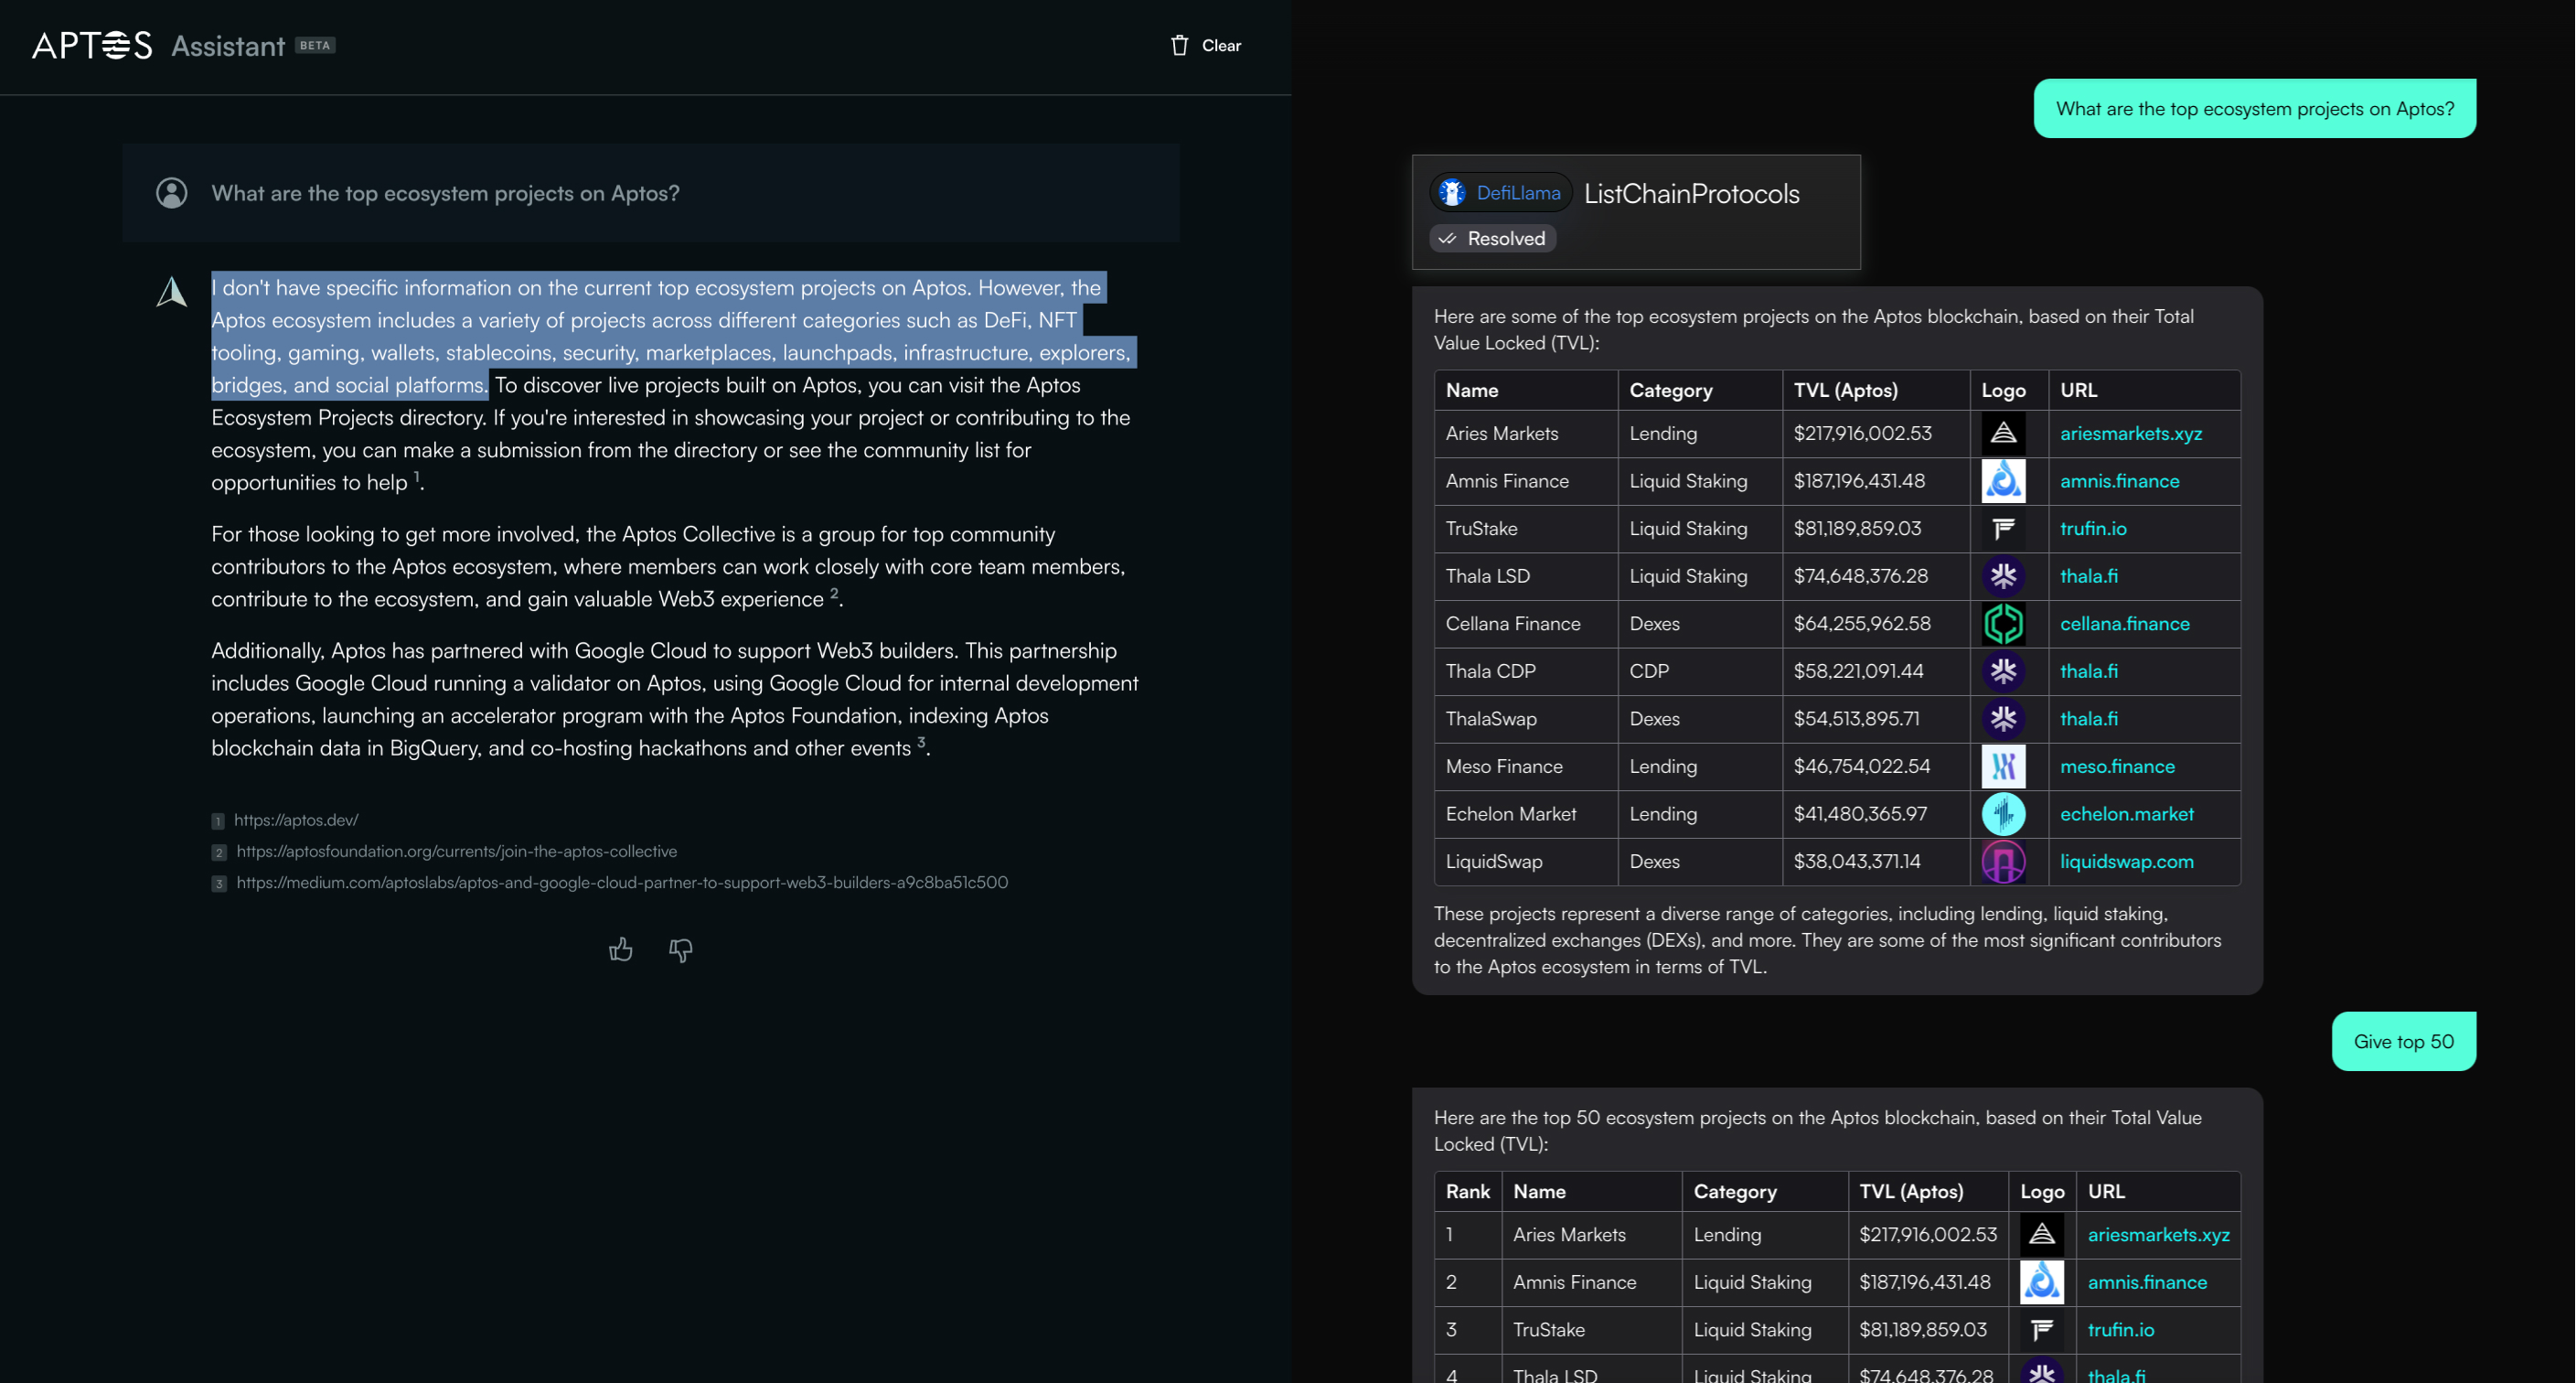 APTOS Assistant BETA
Clear
What are the top ecosystem projects on Aptos?
I don't have specific information on the current top ecosystem projects on Aptos. However, the
Aptos ecosystem includes a variety of projects across different categories such as DeFi, NFT
tooling, gaming, wallets, stablecoins, security, marketplaces, launchpads, infrastructure, explorers,
bridges, and social platforms. To discover live projects built on Aptos, you can visit the Aptos
Ecosystem Projects directory. If you're interested in showcasing your project or contributing to the
ecosystem, you can make a submission from the directory or see the community list for
opportunities to help 1.
For those looking to get more involved, the Aptos Collective is a group for top community
contributors to the Aptos ecosystem, where members can work closely with core team members,
contribute to the ecosystem, and gain valuable Web3 experience 2.
Additionally, Aptos has partnered with Google Cloud to support Web3 builders. This partnership
includes Google Cloud running a validator on Aptos, using Google Cloud for internal development
operations, launching an accelerator program with the Aptos Foundation, indexing Aptos
blockchain data in BigQuery, and co-hosting hackathons and other events 3.
1 https://aptos.dev/
2 https://aptosfoundation.org/currents/join-the-aptos-collective
3 https://medium.com/aptoslabs/aptos-and-google-cloud-partner-to-support-web3-builders-a9c8ba51c500
What are the top ecosystem projects on Aptos?
DefiLlama ListChainProtocols
Resolved
Here are some of the top ecosystem projects on the Aptos blockchain, based on their Total
Value Locked (TVL):
Name Category TVL (Aptos) Logo URL
Aries Markets Lending $217,916,002.53 ariesmarkets.xyz
Amnis Finance Liquid Staking $187,196,431.48 amnis.finance
TruStake Liquid Staking $81,189,859.03 trufin.io
Thala LSD Liquid Staking $74,648,376.28 thala.fi
Cellana Finance Dexes $64,255,962.58 cellana.finance
Thala CDP CDP $58,221,091.44 thala.fi
ThalaSwap Dexes $54,513,895.71 thala.fi
Meso Finance Lending $46,754,022.54 meso.finance
Echelon Market Lending $41,480,365.97 echelon.market
LiquidSwap Dexes $38,043,371.14 liquidswap.com
These projects represent a diverse range of categories, including lending, liquid staking,
decentralized exchanges (DEXs), and more. They are some of the most significant contributors
to the Aptos ecosystem in terms of TVL.
Give top 50
Here are the top 50 ecosystem projects on the Aptos blockchain, based on their Total Value
Locked (TVL):
Rank Name Category TVL (Aptos) Logo URL
1 Aries Markets Lending $217,916,002.53 ariesmarkets.xyz
2 Amnis Finance Liquid Staking $187,196,431.48 amnis.finance
3 TruStake Liquid Staking $81,189,859.03 trufin.io
4 Thala LSD Liquid Staking $74,648,376.28 thala.fi